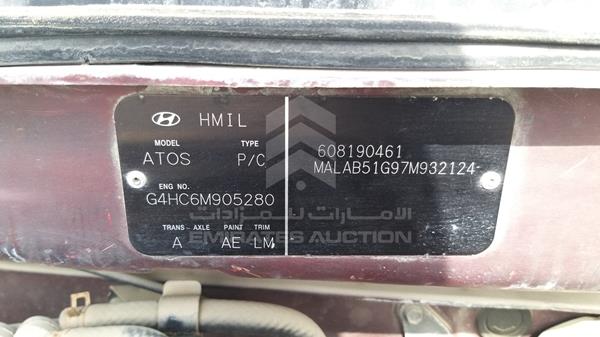 HMIL
MODEL TYPE
ATOS P/C
ENG NO.
G4HC6M905280
TRANS- AXLE PAINT TRIM
A AE LM
608190461
MALAB51G97M932124-
الإمارات للمزادات
EMIRATES AUCTION